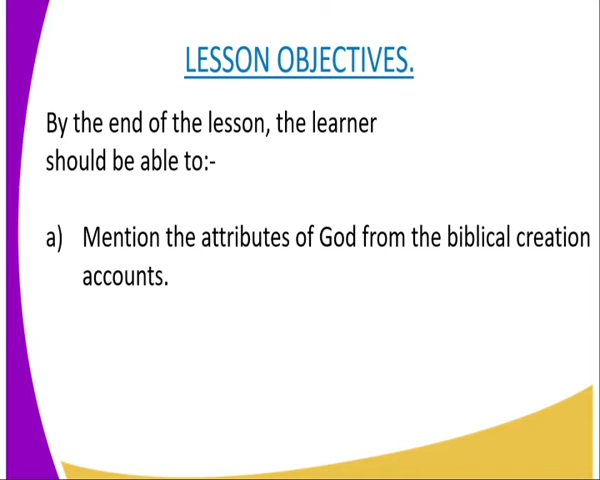 LESSON OBJECTIVES.
By the end of the lesson, the learner
should be able to:-
a) Mention the attributes of God from the biblical creation
accounts.